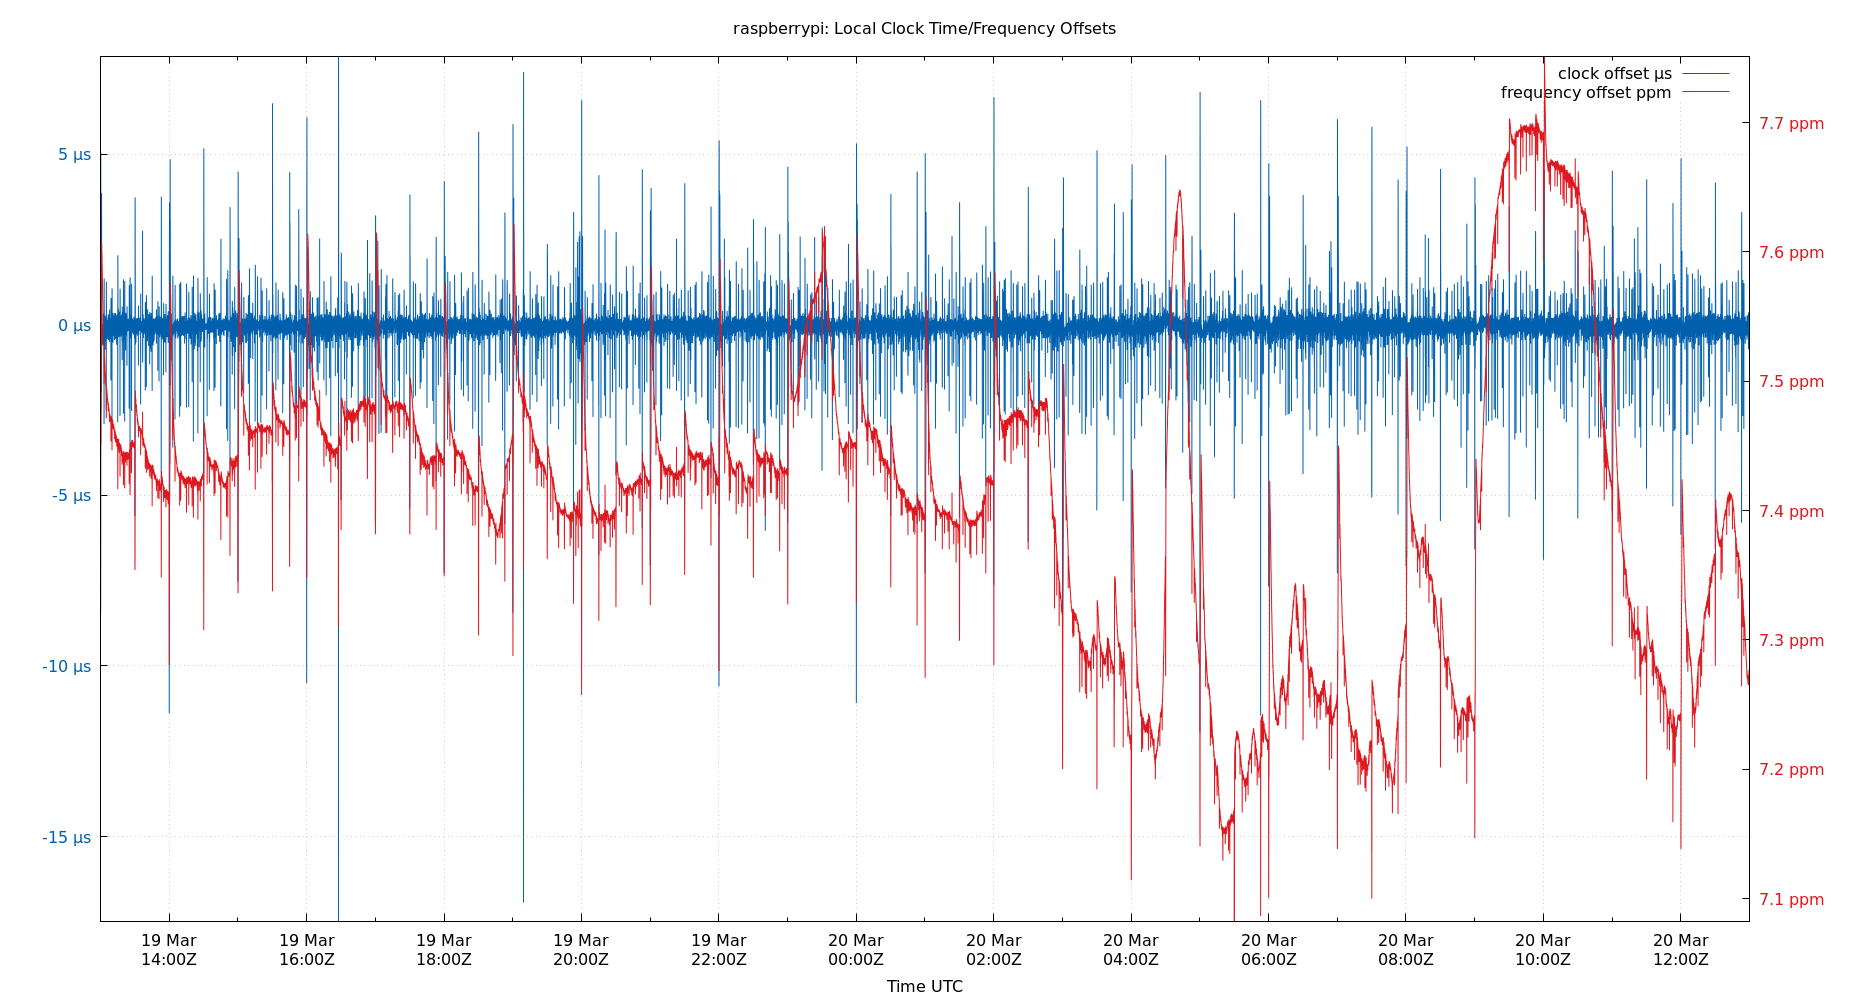 raspberrypi: Local Clock Time/Frequency Offsets
clock offset µs
frequency offset ppm
5 µs
0 µs
-5 µs
-10 µs
-15 µs
7.7 ppm
7.6 ppm
7.5 ppm
7.4 ppm
7.3 ppm
7.2 ppm
7.1 ppm
19 Mar 19 Mar 19 Mar 19 Mar 19 Mar 20 Mar 20 Mar 20 Mar 20 Mar 20 Mar 20 Mar 20 Mar
14:00Z 16:00Z 18:00Z 20:00Z 22:00Z 00:00Z 02:00Z 04:00Z 06:00Z 08:00Z 10:00Z 12:00Z
Time UTC